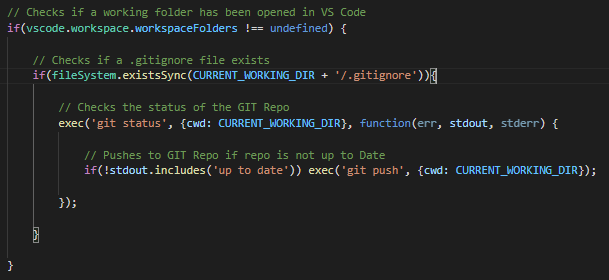 // Checks if a working folder has been opened in VS Code
if(vscode.workspace.workspaceFolders !== undefined) {
// Checks if a .gitignore file exists
if(fileSystem.existsSync(CURRENT_WORKING_DIR + '/.gitignore')){
// Checks the status of the GIT Repo
exec('git status', {cwd: CURRENT_WORKING_DIR}, function(err, stdout, stderr) {
// Pushes to GIT Repo if repo is not up to Date
if(!stdout.includes('up to date')) exec('git push', {cwd: CURRENT_WORKING_DIR});
});
}
}